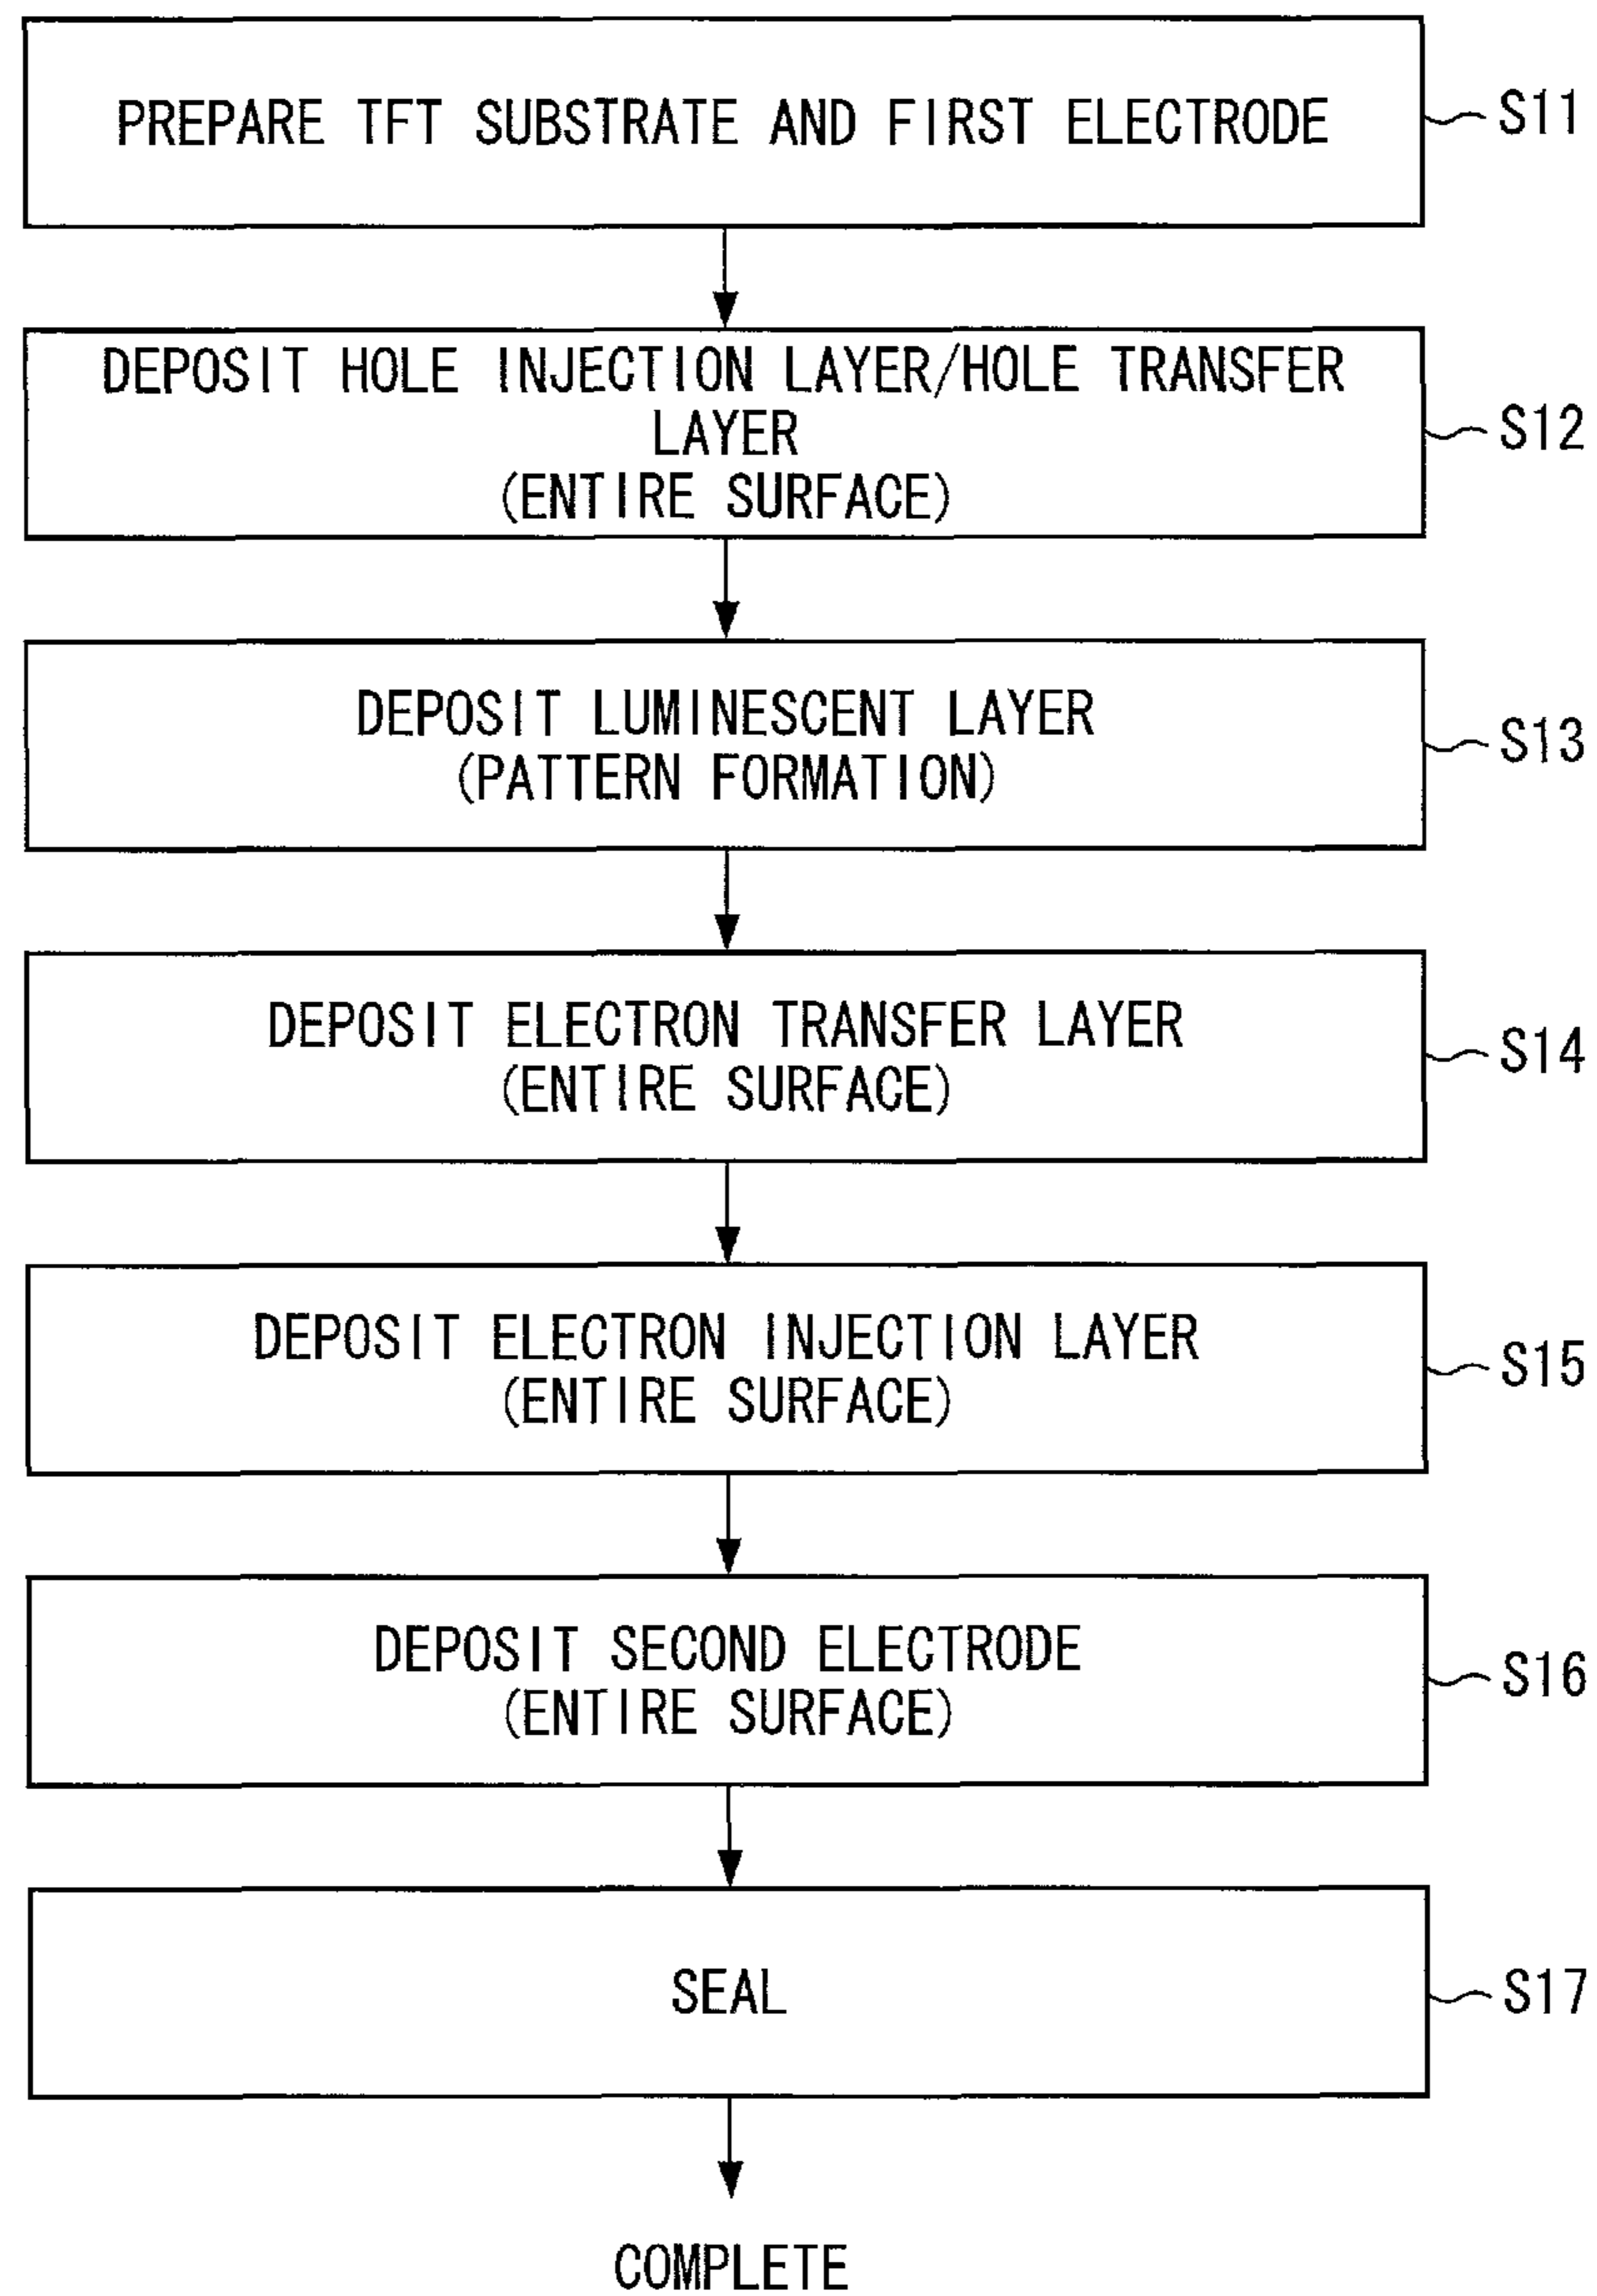 PREPARE TFT SUBSTRATE AND FIRST ELECTRODE
S11
DEPOSIT HOLE INJECTION LAYER/HOLE TRANSFER
LAYER
(ENTIRE SURFACE)
S12
DEPOSIT LUMINESCENT LAYER
(PATTERN FORMATION)
S13
DEPOSIT ELECTRON TRANSFER LAYER
(ENTIRE SURFACE)
S14
DEPOSIT ELECTRON INJECTION LAYER
(ENTIRE SURFACE)
S15
DEPOSIT SECOND ELECTRODE
(ENTIRE SURFACE)
S16
SEAL
S17
COMPLETE